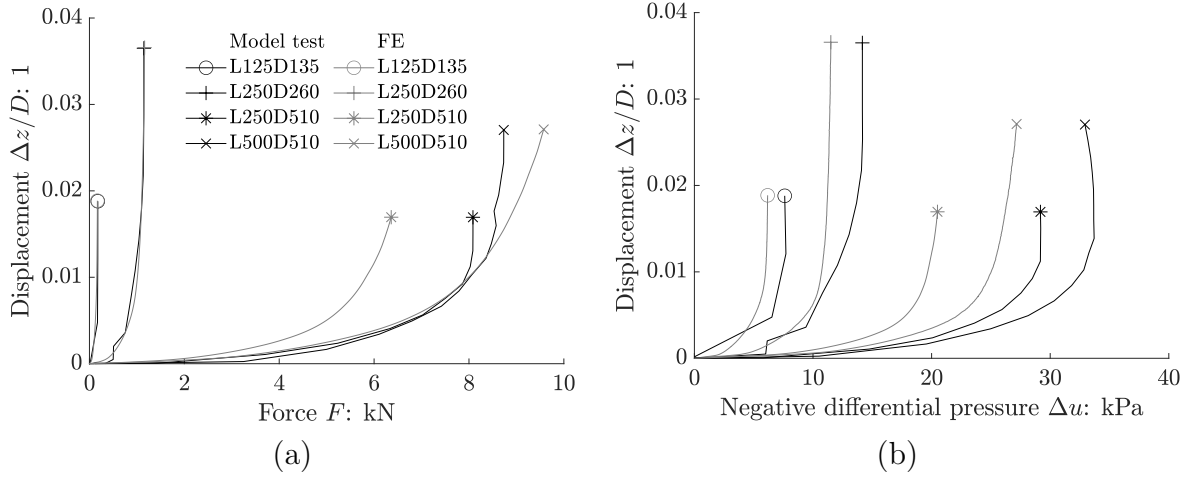 0.04
0.03
0.02
0.01
0
Displacement Δz/D: 1
Model test FE
L125D135 L125D135
L250D260 L250D260
L250D510 L250D510
L500D510 L500D510
0 2 4 6 8 10
Force F: kN
(a)
0.04
0.03
0.02
0.01
0
Displacement Δz/D: 1
0 10 20 30 40
Negative differential pressure Δu: kPa
(b)